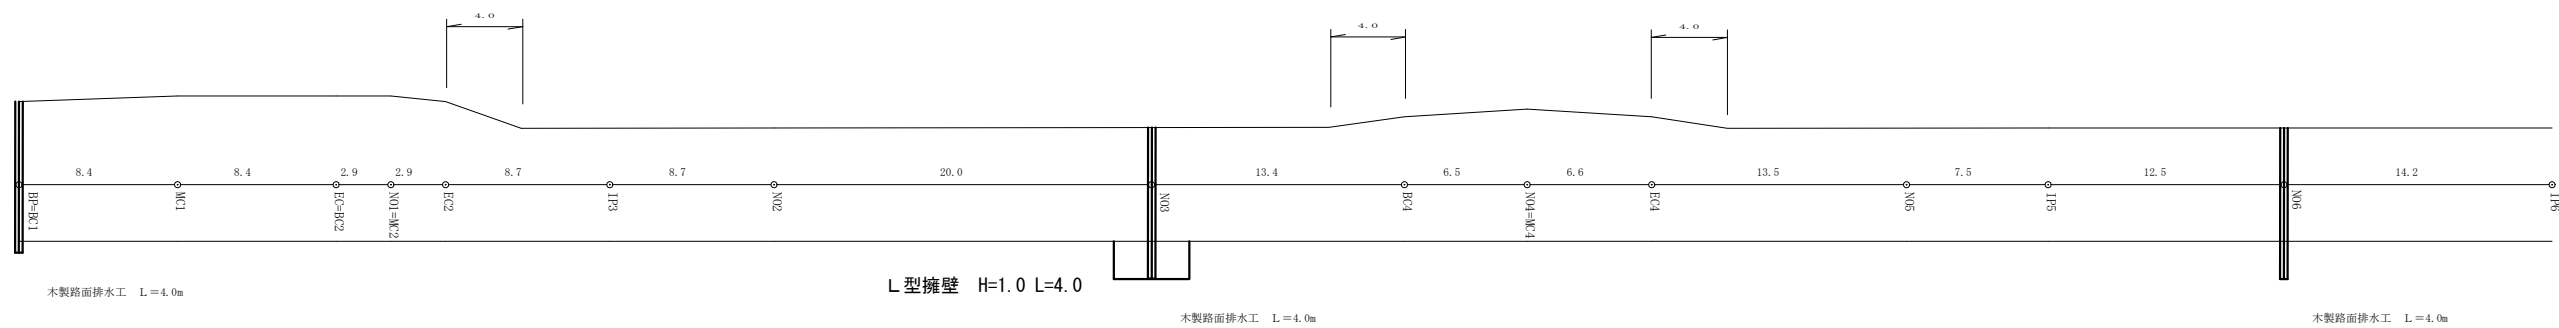 4.0
4.0
4.0
8.4
8.4
2.9
2.9
8.7
8.7
20.0
13.4
6.5
6.6
13.5
7.5
12.5
14.2
BP=BC1
MC1
EC=BC2
NO1=MC2
EC2
IP3
NO2
NO3
BC4
NO4=MC4
EC4
NO5
IP5
NO6
IP6
L型擁壁 H=1.0 L=4.0
木製路面排水工 L=4.0m
木製路面排水工 L=4.0m
木製路面排水工 L=4.0m